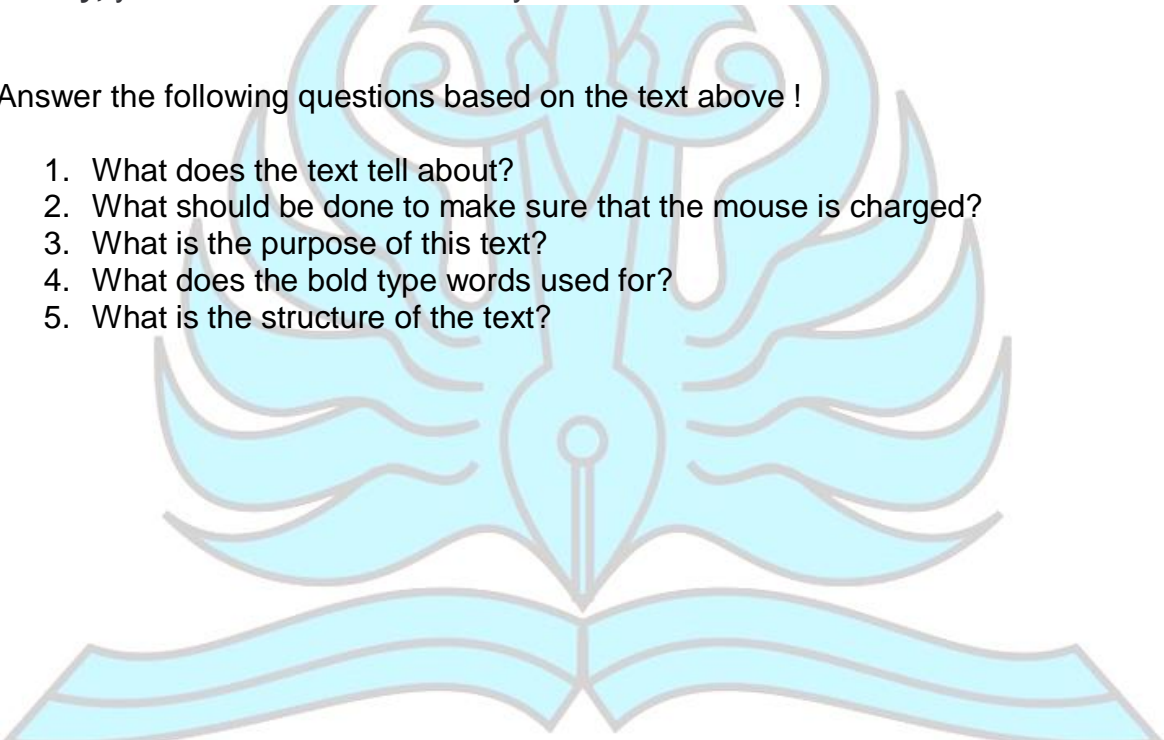 Answer the following questions based on the text above !
1. What does the text tell about?
2. What should be done to make sure that the mouse is charged?
3. What is the purpose of this text?
4. What does the bold type words used for?
5. What is the structure of the text?